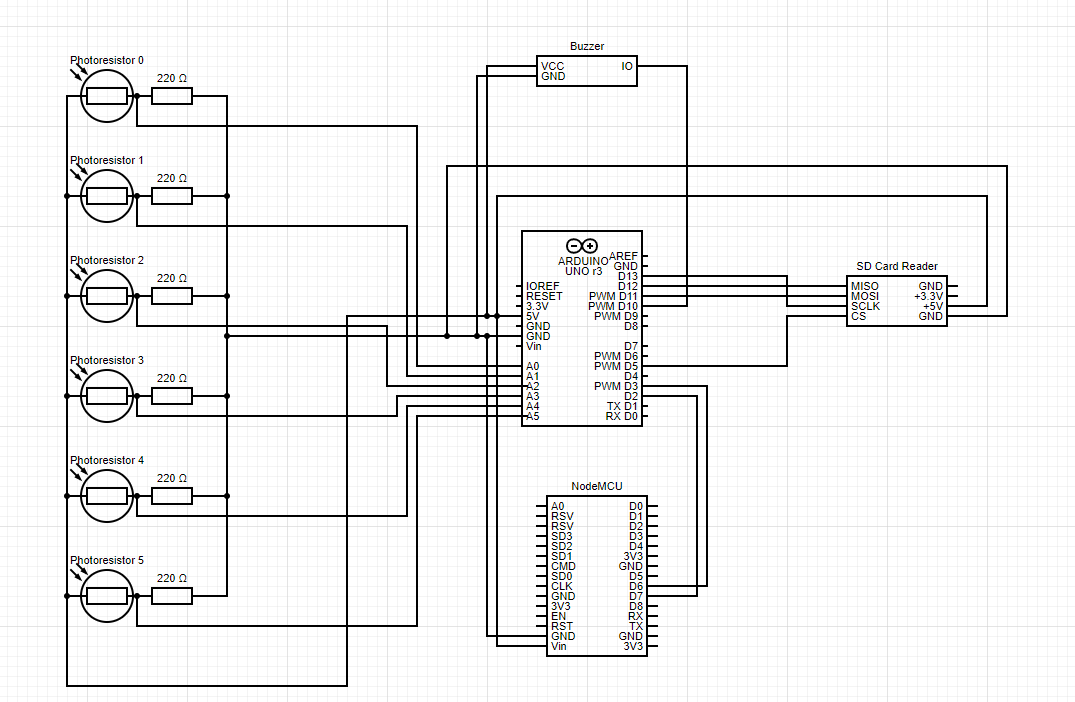 Photoresistor 0
220 Ω
Photoresistor 1
220 Ω
Photoresistor 2
220 Ω
Photoresistor 3
220 Ω
Photoresistor 4
220 Ω
Photoresistor 5
220 Ω
Buzzer
VCC IO
GND
ARDUINO
UNO r3
IOREF
RESET
3.3V
5V
GND
GND
Vin
A0
A1
A2
A3
A4
A5
AREF
GND
D13
D12
PWM D11
PWM D10
PWM D9
D8
D7
PWM D6
PWM D5
D4
PWM D3
D2
TX D1
RX D0
SD Card Reader
MISO GND
MOSI +3.3V
SCLK +5V
CS GND
NodeMCU
A0 D0
RSV D1
RSV D2
SD3 D3
SD2 D4
SD1 3V3
CMD GND
SD0 D5
CLK D6
GND D7
3V3 D8
EN RX
RST TX
GND GND
Vin 3V3